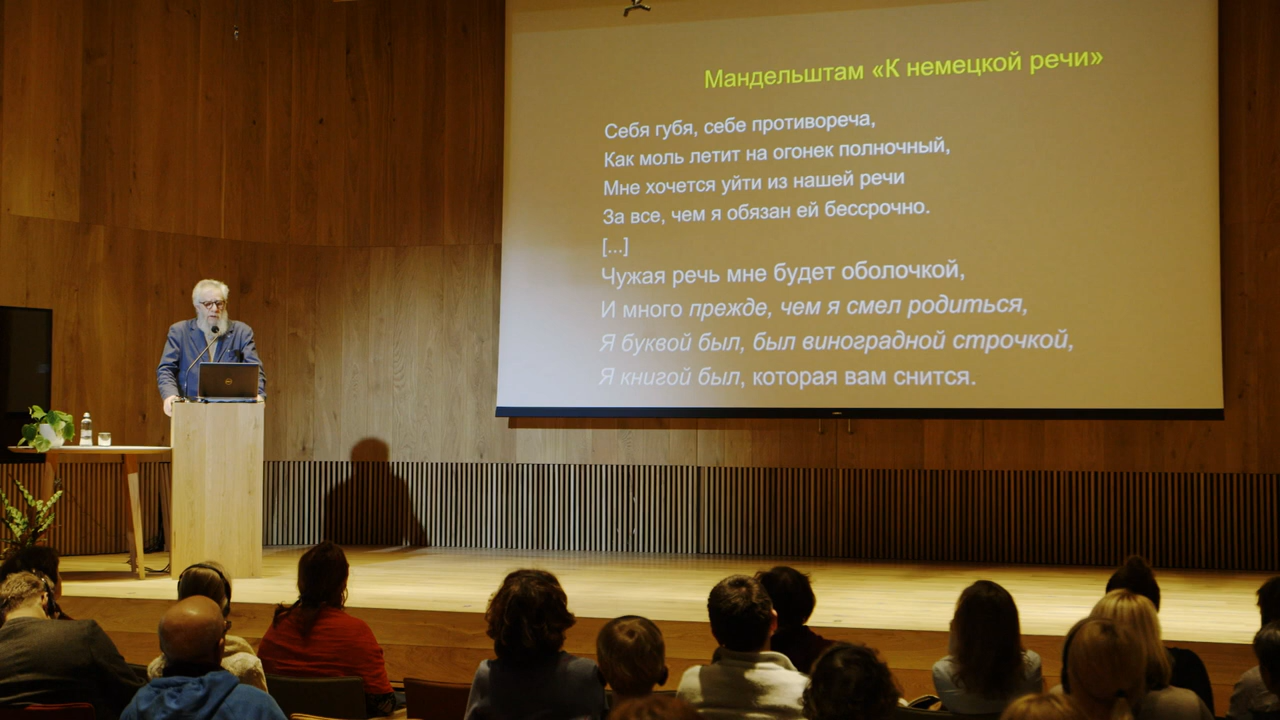 Мандельштам «К немецкой речи»
Себя губя, себе противореча,
Как моль летит на огонек полночный,
Мне хочется уйти из нашей речи
За все, чем я обязан ей бессрочно.
[...]
Чужая речь мне будет оболочкой,
И много прежде, чем я смел родиться,
Я буквой был, был виноградной строчкой,
Я книгой был, которая вам снится.